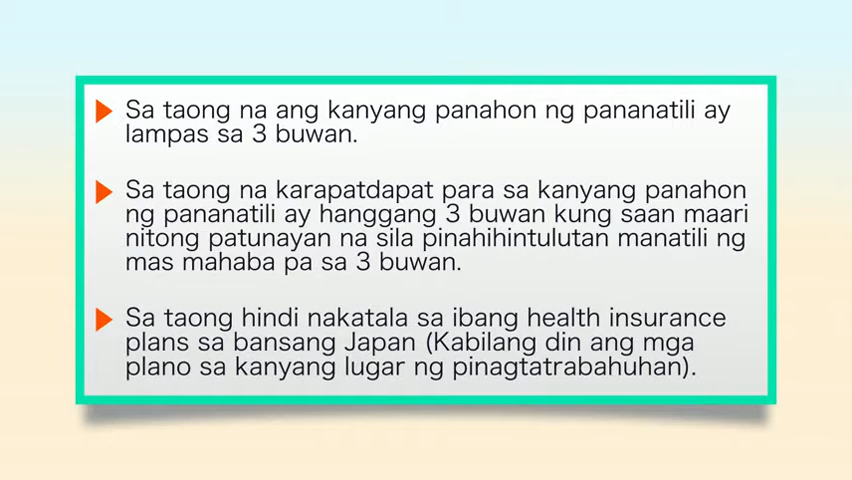 Sa taong na ang kanyang panahon ng pananatili ay
lampas sa 3 buwan.
Sa taong na karapatdapat para sa kanyang panahon
ng pananatili ay hanggang 3 buwan kung saan maari
nitong patunayan na sila pinahihintulutan manatili ng
mas mahaba pa sa 3 buwan.
Sa taong hindi nakatala sa ibang health insurance
plans sa bansang Japan (Kabilang din ang mga
plano sa kanyang lugar ng pinagtatrabahuhan).